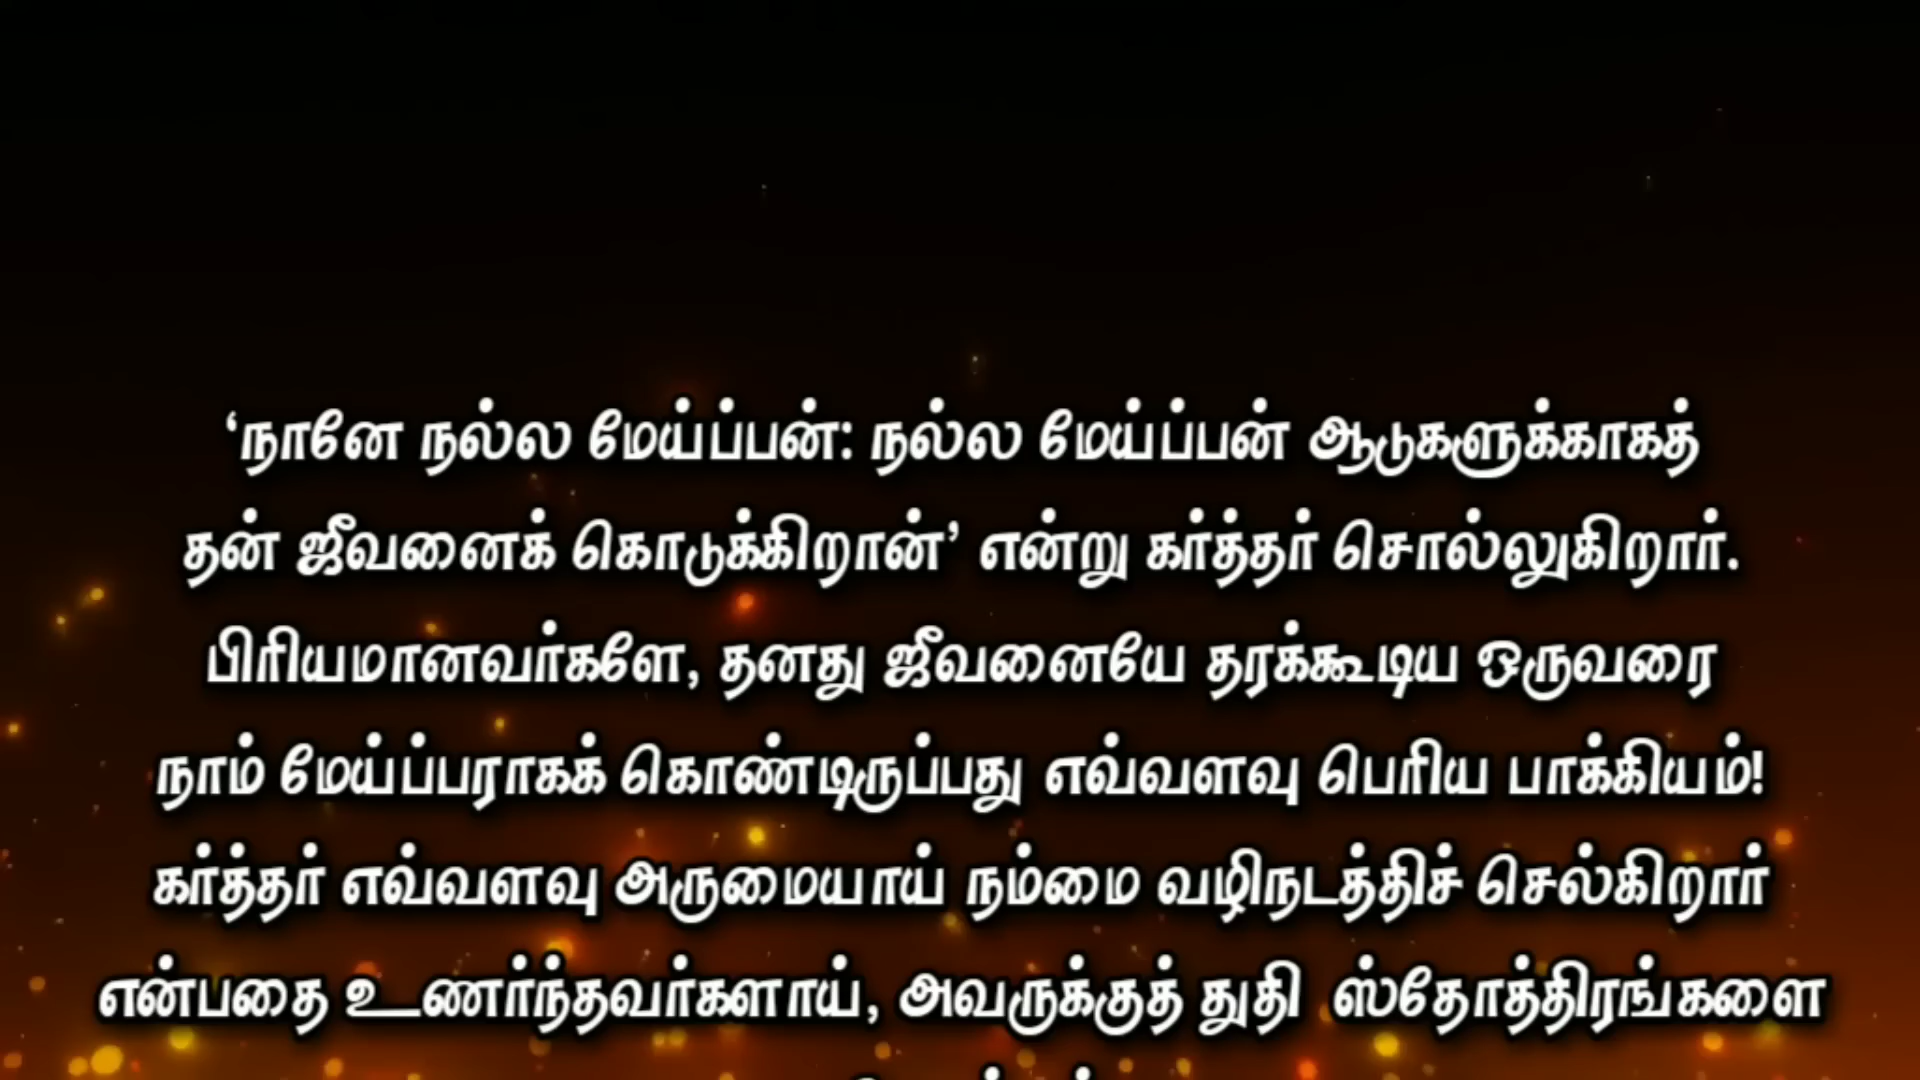 ‘நானே நல்ல மேய்ப்பன்: நல்ல மேய்ப்பன் ஆடுகளுக்காகத்
தன் ஜீவனைக் கொடுக்கிறான்’ என்று கர்த்தர் சொல்லுகிறார்.
பிரியமானவர்களே, தனது ஜீவனையே தரக்கூடிய ஒருவரை
நாம் மேய்ப்பராகக் கொண்டிருப்பது எவ்வளவு பெரிய பாக்கியம்!
கர்த்தர் எவ்வளவு அருமையாய் நம்மை வழிநடத்திச் செல்கிறார்
என்பதை உணர்ந்தவர்களாய், அவருக்குத் துதி ஸ்தோத்திரங்களை